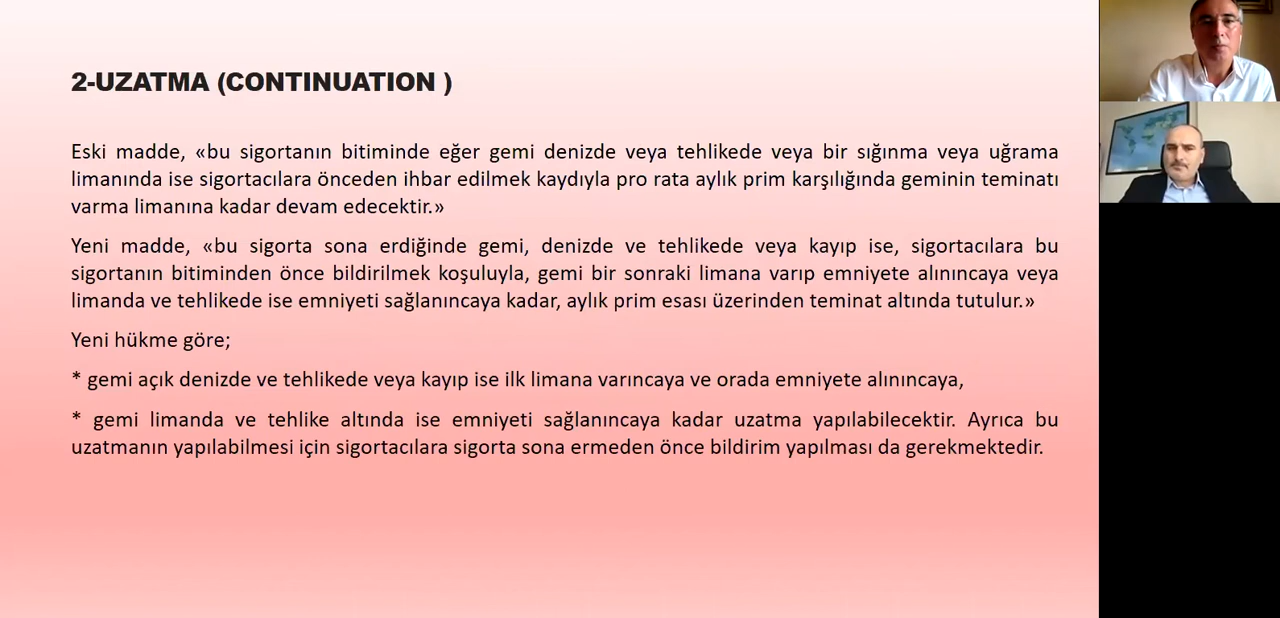 2-UZATMA (CONTINUATION )
Eski madde, «bu sigortanın bitiminde eğer gemi denizde veya tehlikede veya bir sığınma veya uğrama
limanında ise sigortacılara önceden ihbar edilmek kaydıyla pro rata aylık prim karşılığında geminin teminatı
varma limanına kadar devam edecektir.»
Yeni madde, «bu sigorta sona erdiğinde gemi, denizde ve tehlikede veya kayıp ise, sigortacılara bu
sigortanın bitiminden önce bildirilmek koşuluyla, gemi bir sonraki limana varıp emniyete alınıncaya veya
limanda ve tehlikede ise emniyeti sağlanıncaya kadar, aylık prim esası üzerinden teminat altında tutulur.»
Yeni hükme göre;
* gemi açık denizde ve tehlikede veya kayıp ise ilk limana varıncaya ve orada emniyete alınıncaya,
* gemi limanda ve tehlike altında ise emniyeti sağlanıncaya kadar uzatma yapılabilecektir. Ayrıca bu
uzatmanın yapılabilmesi için sigortacılara sigorta sona ermeden önce bildirim yapılması da gerekmektedir.